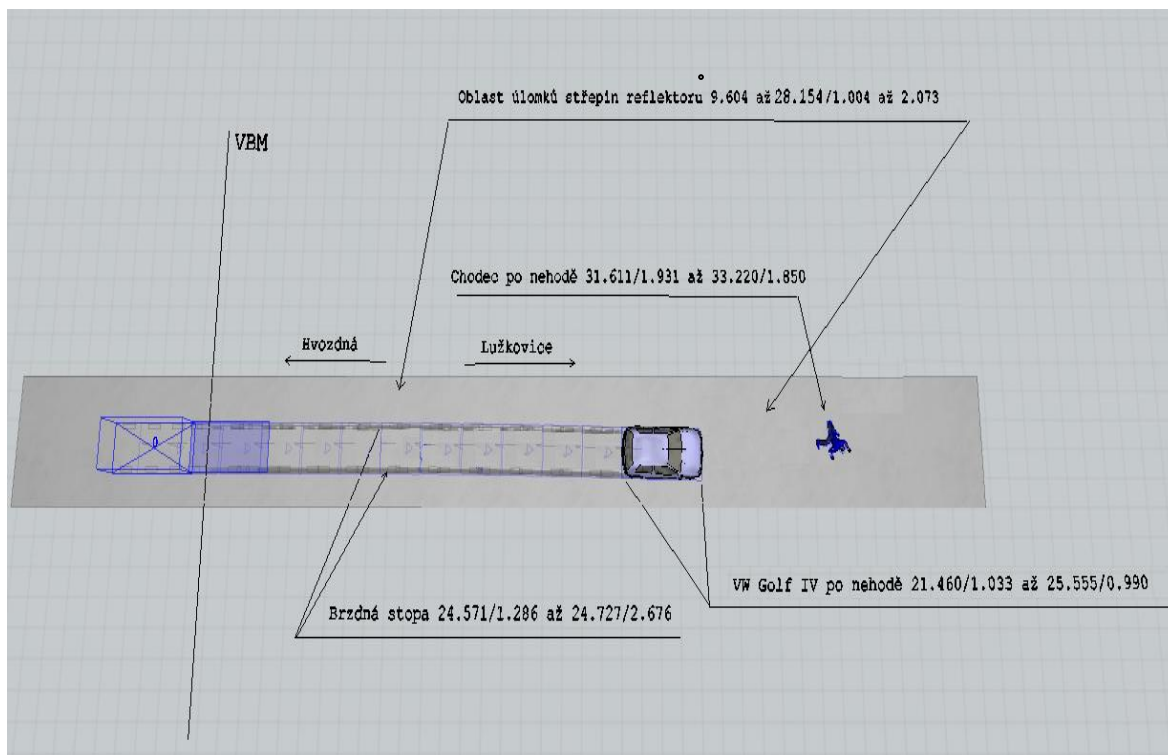 Oblast úlomků střepin reflektoru 9.604 až 28.154/1.004 až 2.073
VBM
Chodec po nehodě 31.611/1.931 až 33.220/1.850
Hvozdná
Lužkovice
VW Golf IV po nehodě 21.460/1.033 až 25.555/0.990
Brzdná stopa 24.571/1.286 až 24.727/2.676